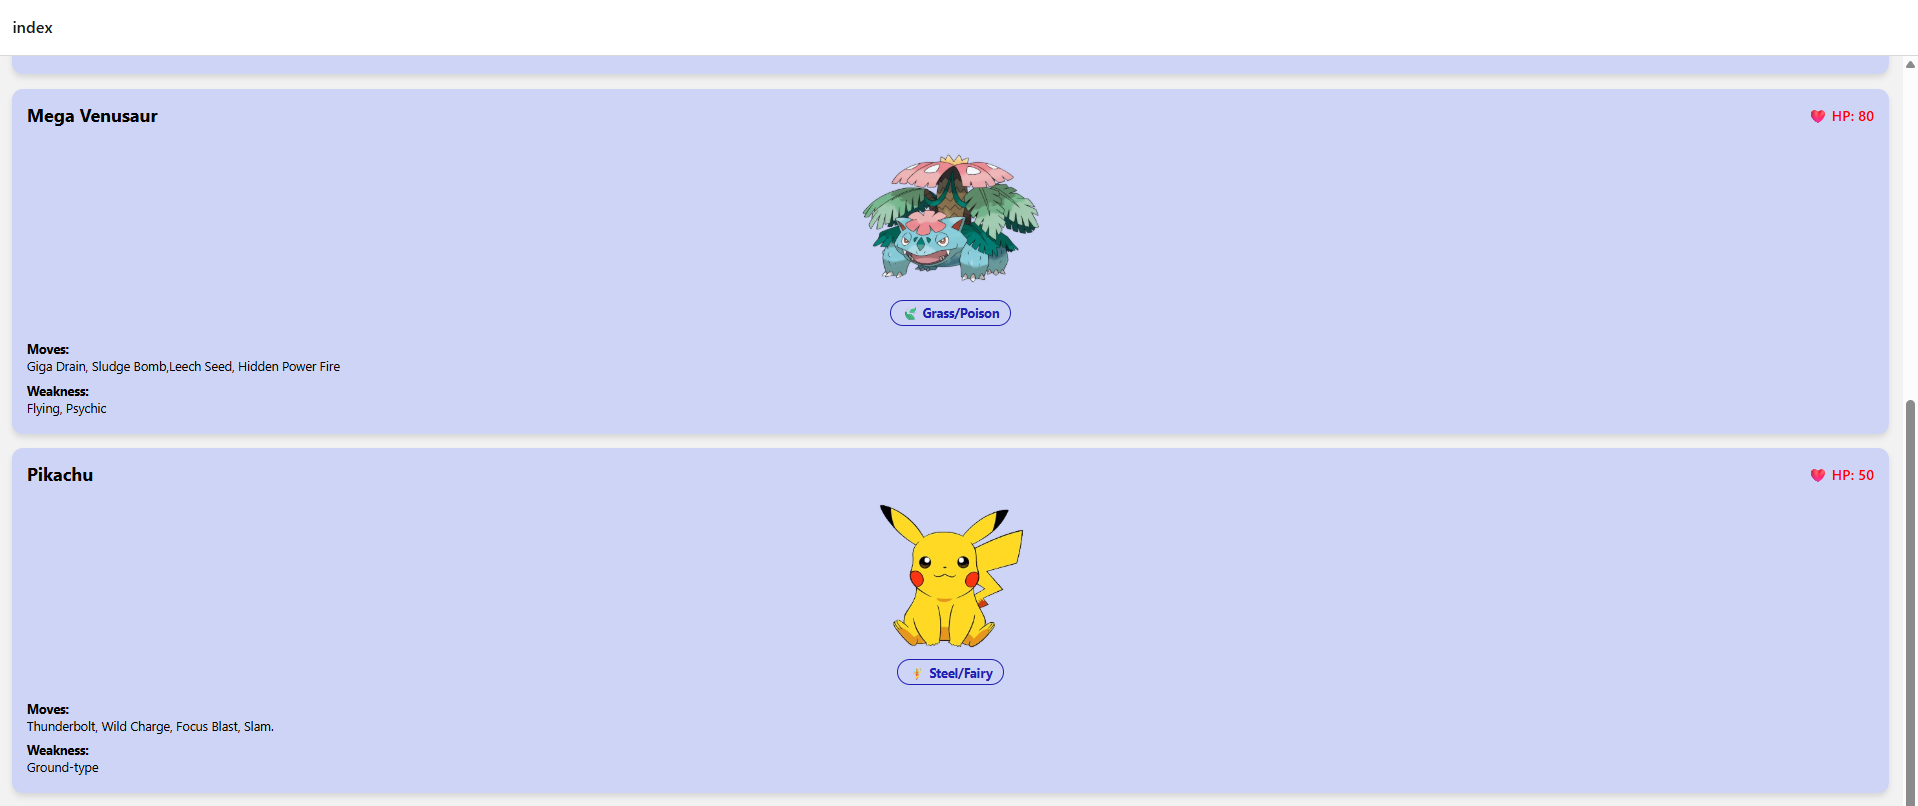 index
Mega Venusaur
HP: 80
Grass/Poison
Moves:
Giga Drain, Sludge Bomb,Leech Seed, Hidden Power Fire
Weakness:
Flying, Psychic
Pikachu
HP: 50
Steel/Fairy
Moves:
Thunderbolt, Wild Charge, Focus Blast, Slam.
Weakness:
Ground-type